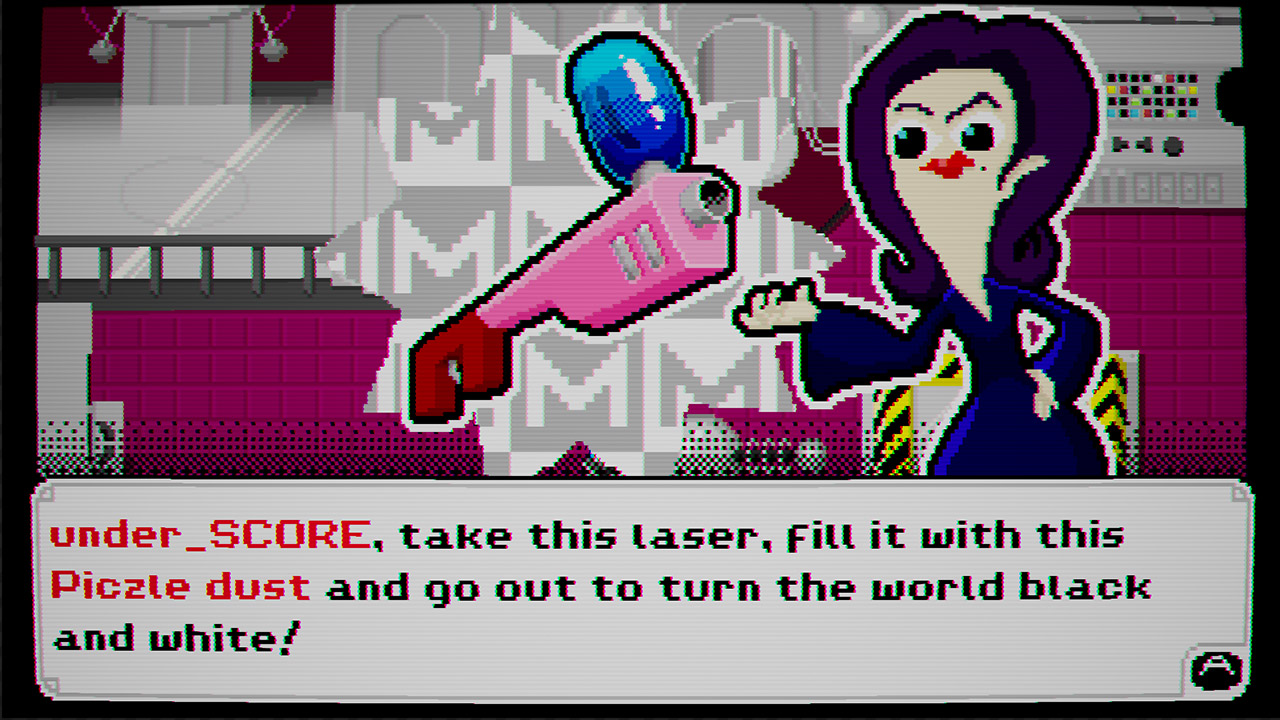 under_SCORE, take this laser, fill it with this
Piczle dust and go out to turn the world black
and white!